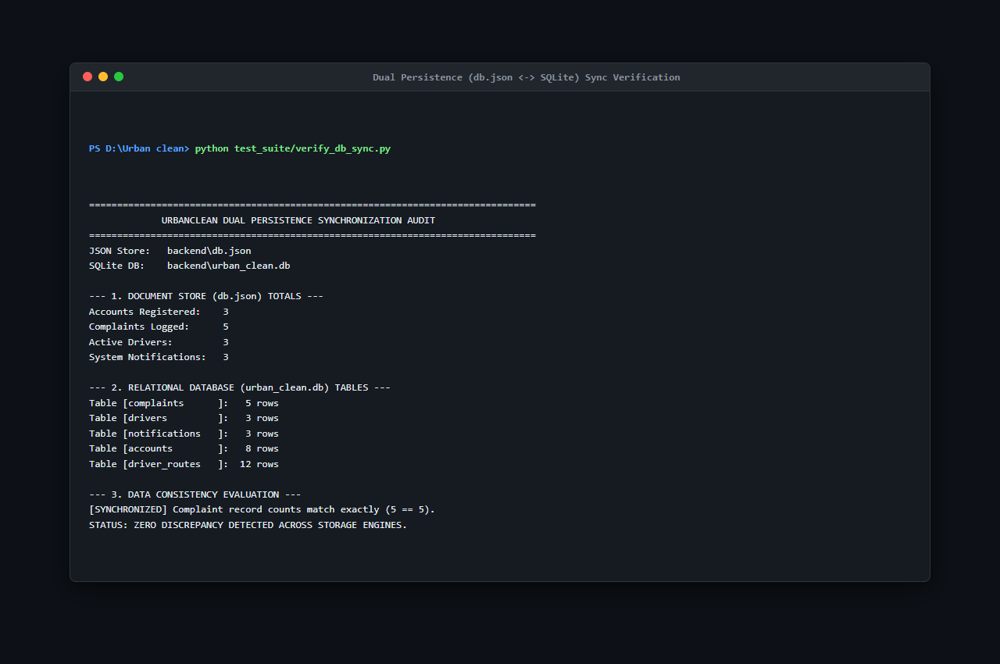 Dual Persistence (db.json <-> SQLite) Sync Verification
PS D:\Urban clean> python test_suite/verify_db_sync.py
================================================================================
URBANCLEAN DUAL PERSISTENCE SYNCHRONIZATION AUDIT
================================================================================
JSON Store:   backend\db.json
SQLite DB:    backend\urban_clean.db
--- 1. DOCUMENT STORE (db.json) TOTALS ---
Accounts Registered:    3
Complaints Logged:      5
Active Drivers:         3
System Notifications:   3
--- 2. RELATIONAL DATABASE (urban_clean.db) TABLES ---
Table [complaints      ]:   5 rows
Table [drivers         ]:   3 rows
Table [notifications   ]:   3 rows
Table [accounts        ]:   8 rows
Table [driver_routes   ]:  12 rows
--- 3. DATA CONSISTENCY EVALUATION ---
[SYNCHRONIZED] Complaint record counts match exactly (5 == 5).
STATUS: ZERO DISCREPANCY DETECTED ACROSS STORAGE ENGINES.